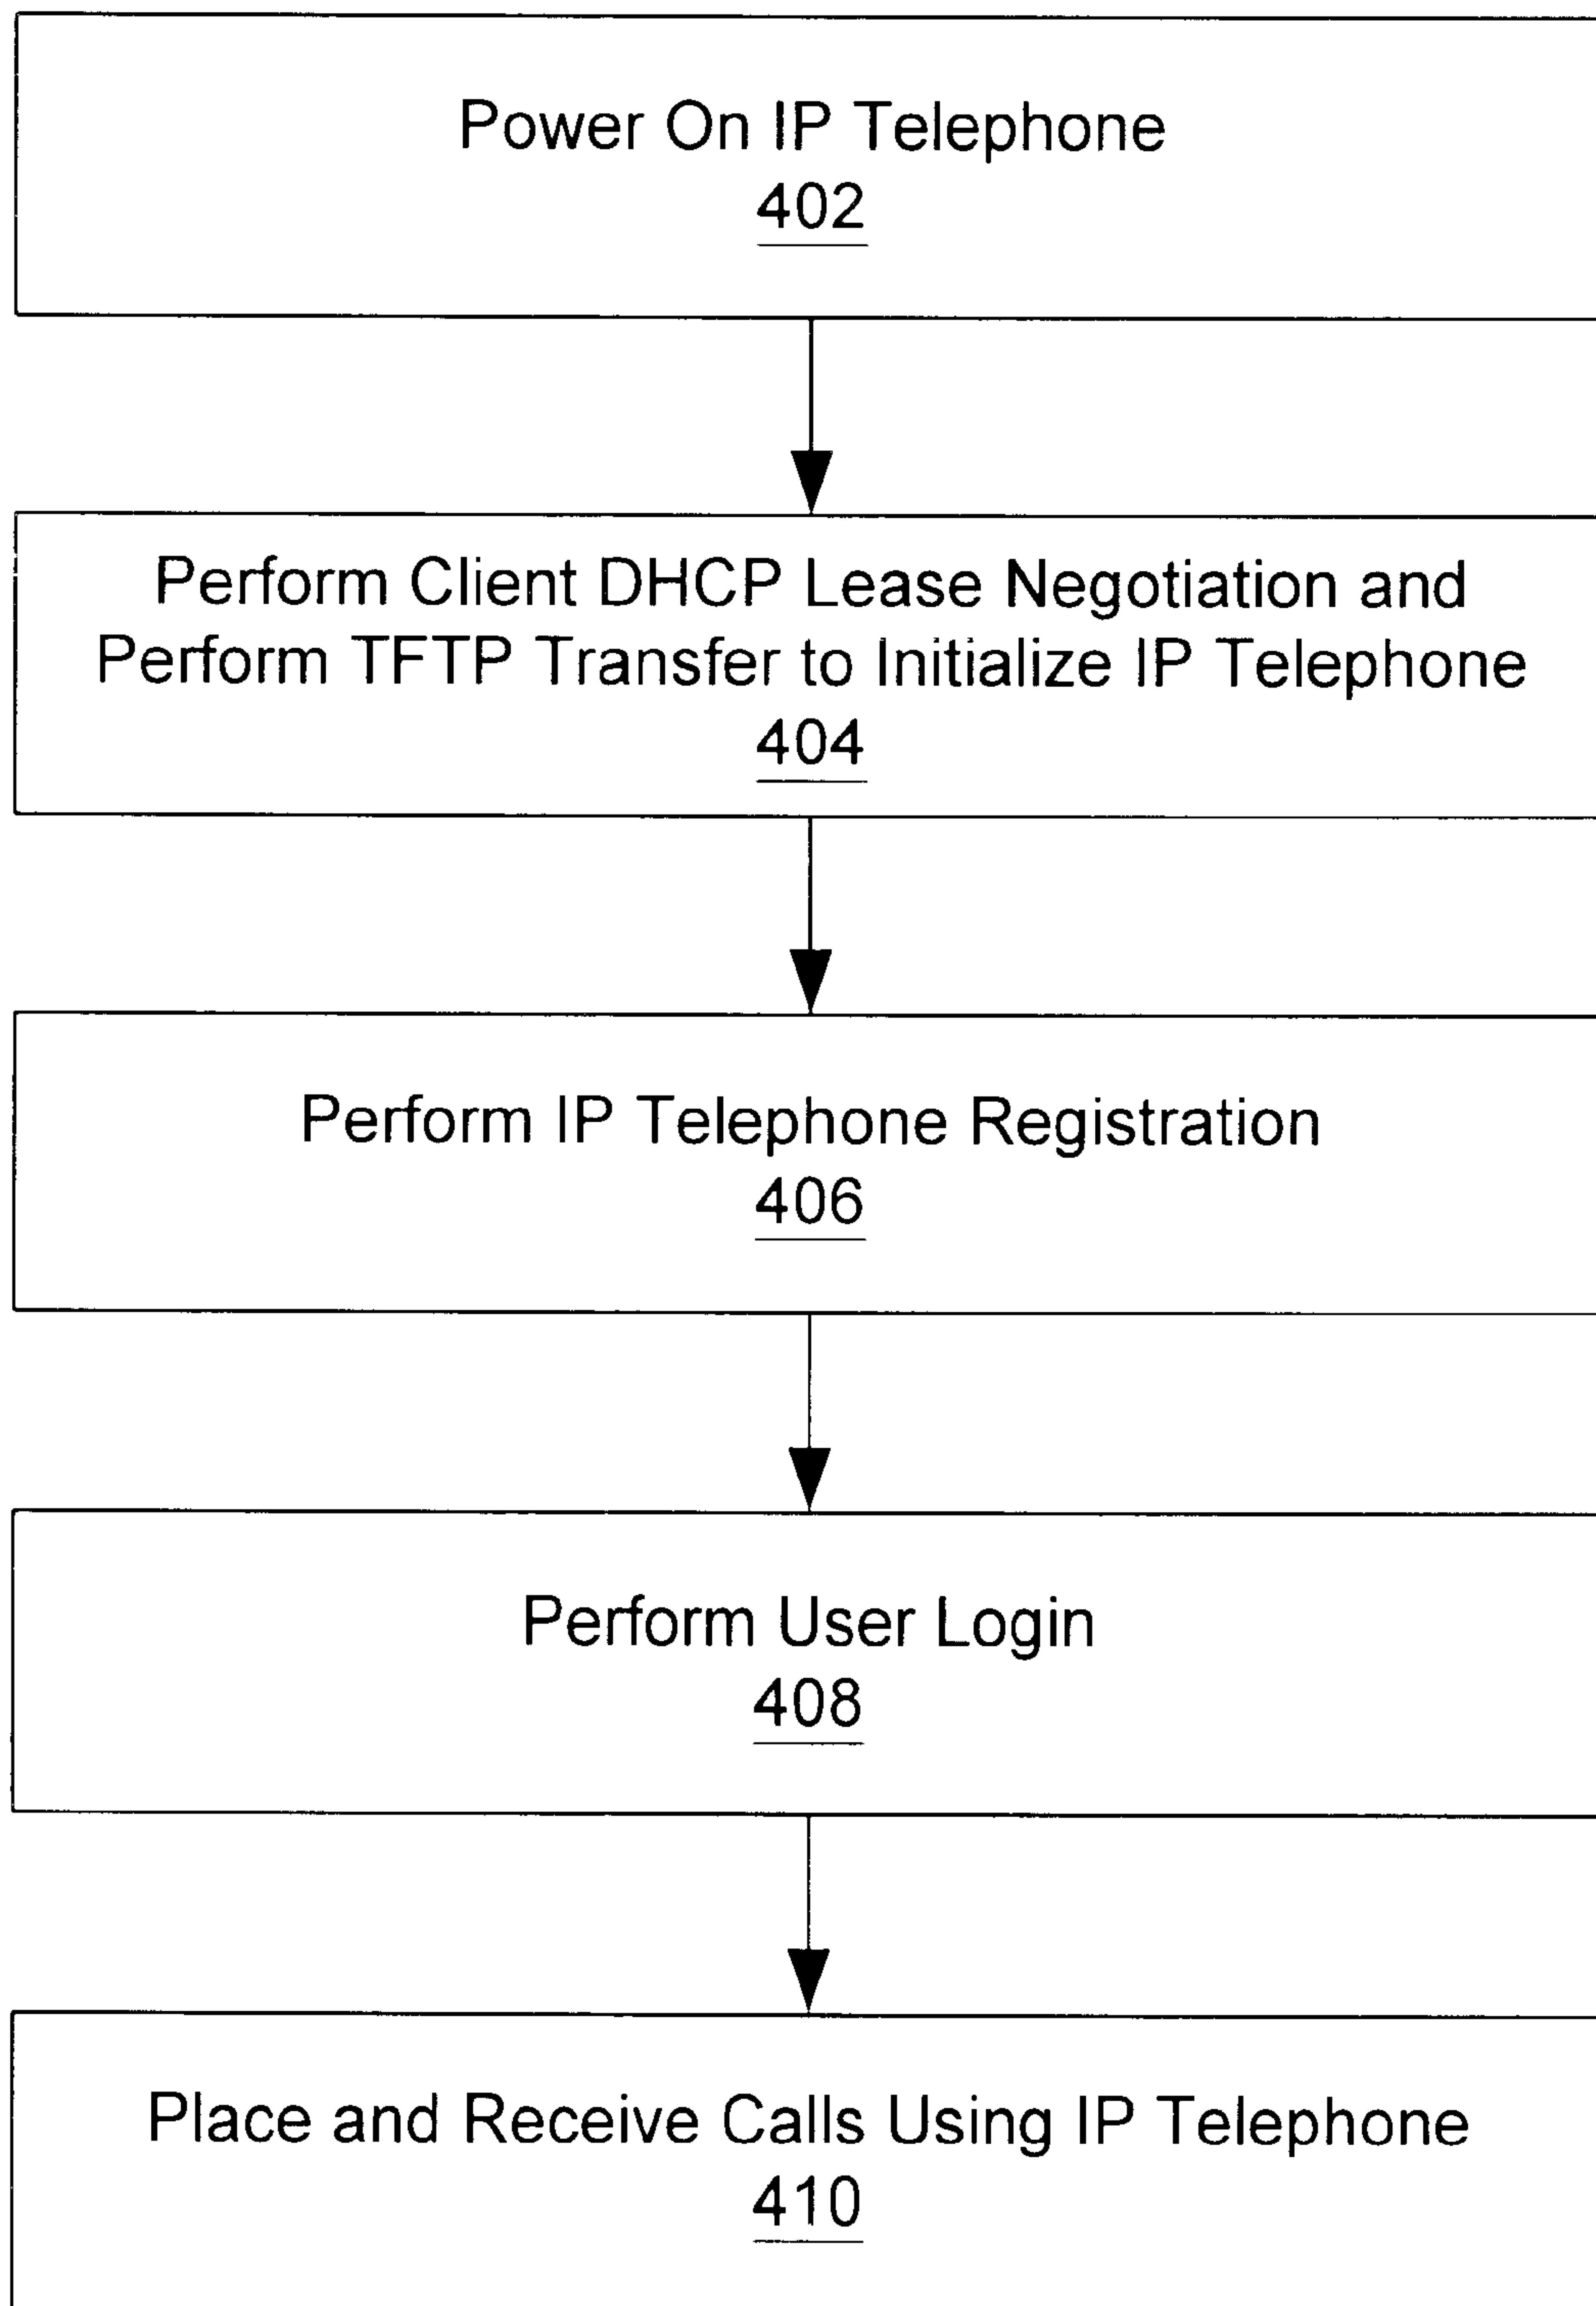 Power On IP Telephone
402
Perform Client DHCP Lease Negotiation and
Perform TFTP Transfer to Initialize IP Telephone
404
Perform IP Telephone Registration
406
Perform User Login
408
Place and Receive Calls Using IP Telephone
410